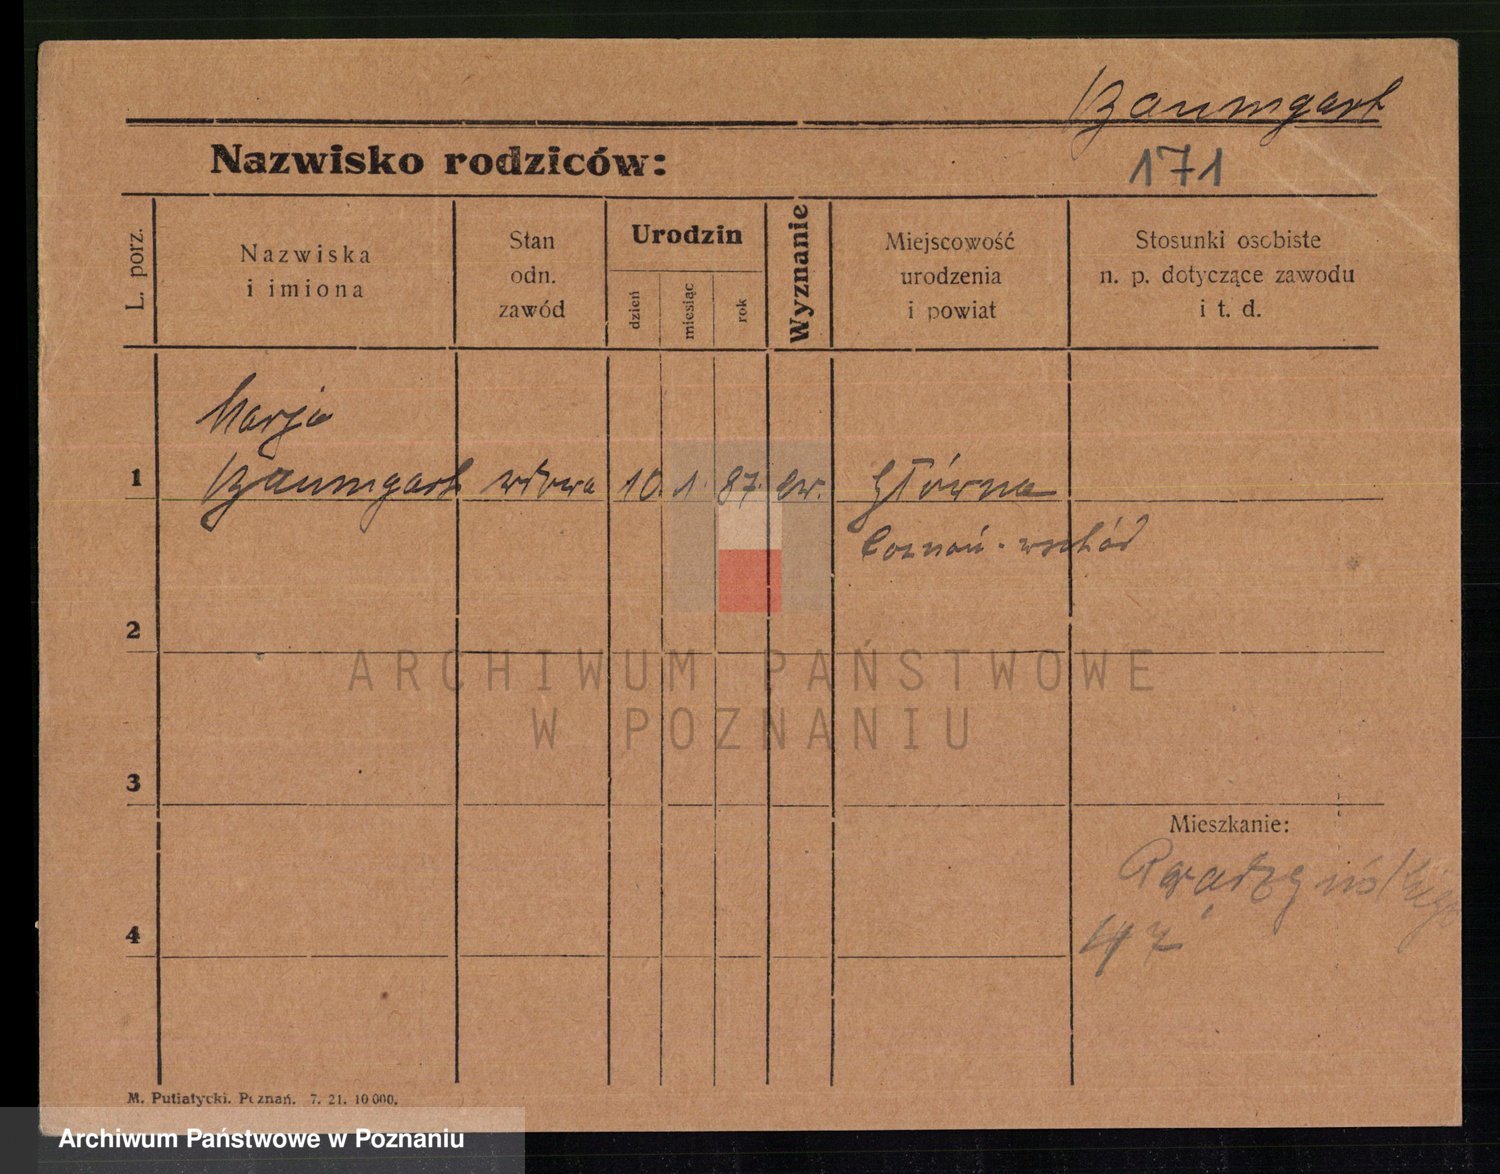 Baumgart
Nazwisko rodziców:
171
L. porz.
Nazwiska
i imiona
Stan
odn.
zawód
Urodzin
dzień
miesiąc
rok
Wyznanie
Miejscowość
urodzenia
i powiat
Stosunki osobiste
n. p. dotyczące zawodu
i t. d.
Marja
1 Baumgart wdowa 10. 1. 87. ew. Główna
Poznań-wschód
2
ARCHIWUM PAŃSTWOWE
W POZNANIU
3
Mieszkanie:
Prądzyńskiego
4
47
M. Putiatycki. Poznań. 7. 21. 10 000.
Archiwum Państwowe w Poznaniu